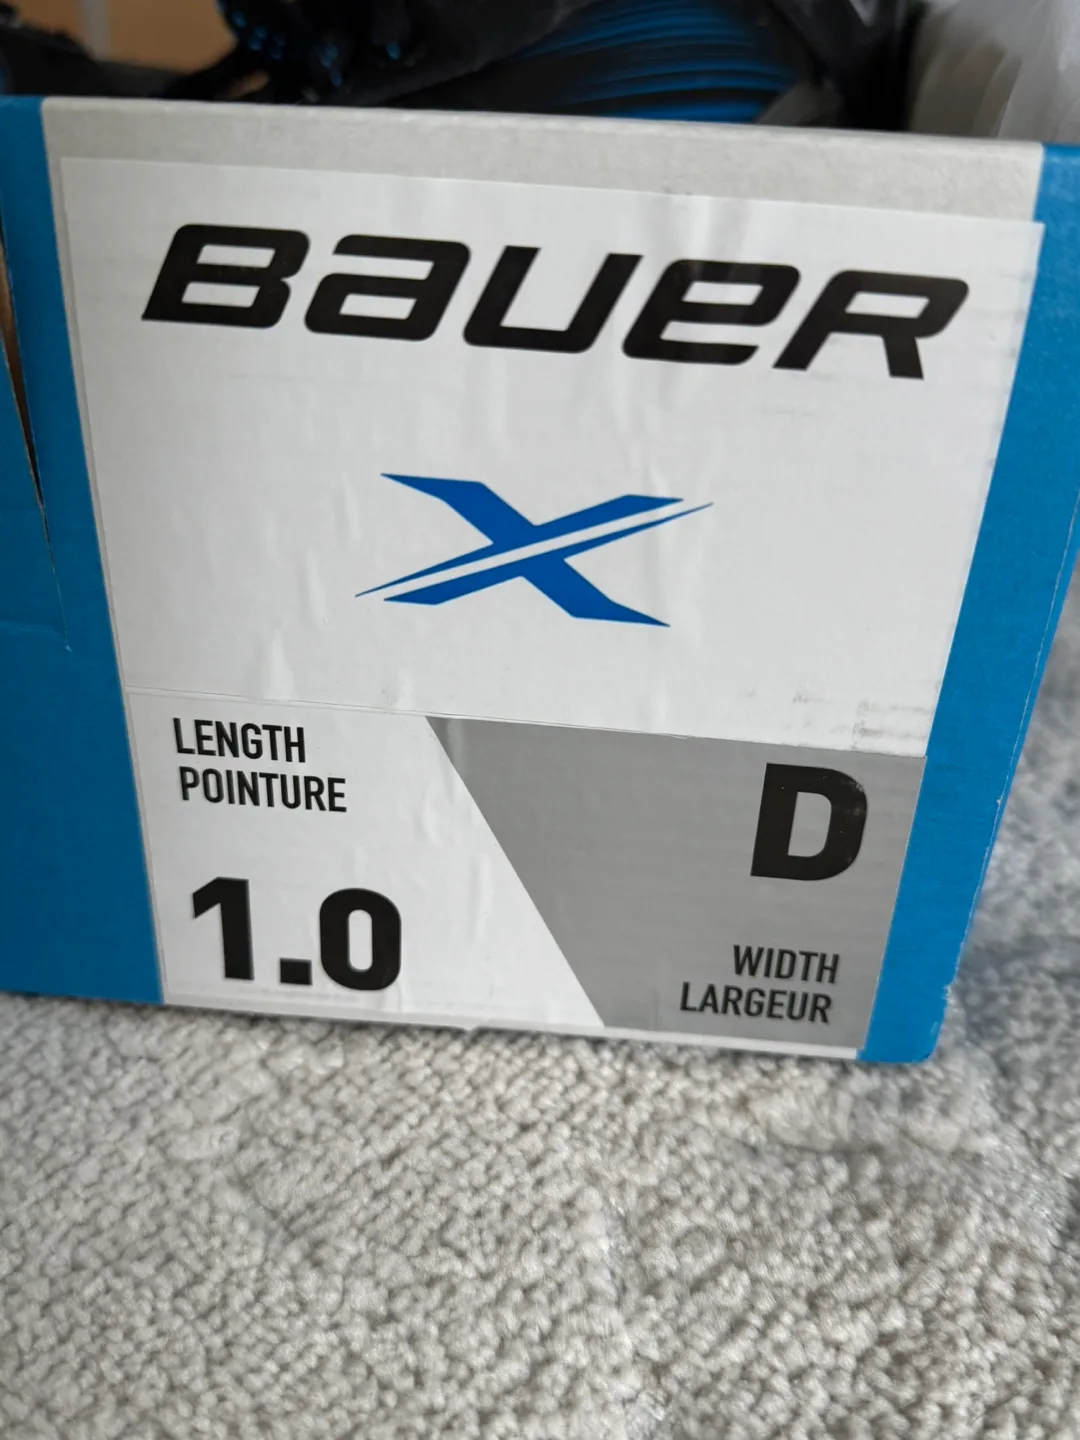 BAUER
X
LENGTH
POINTURE
1.0
D
WIDTH
LARGEUR